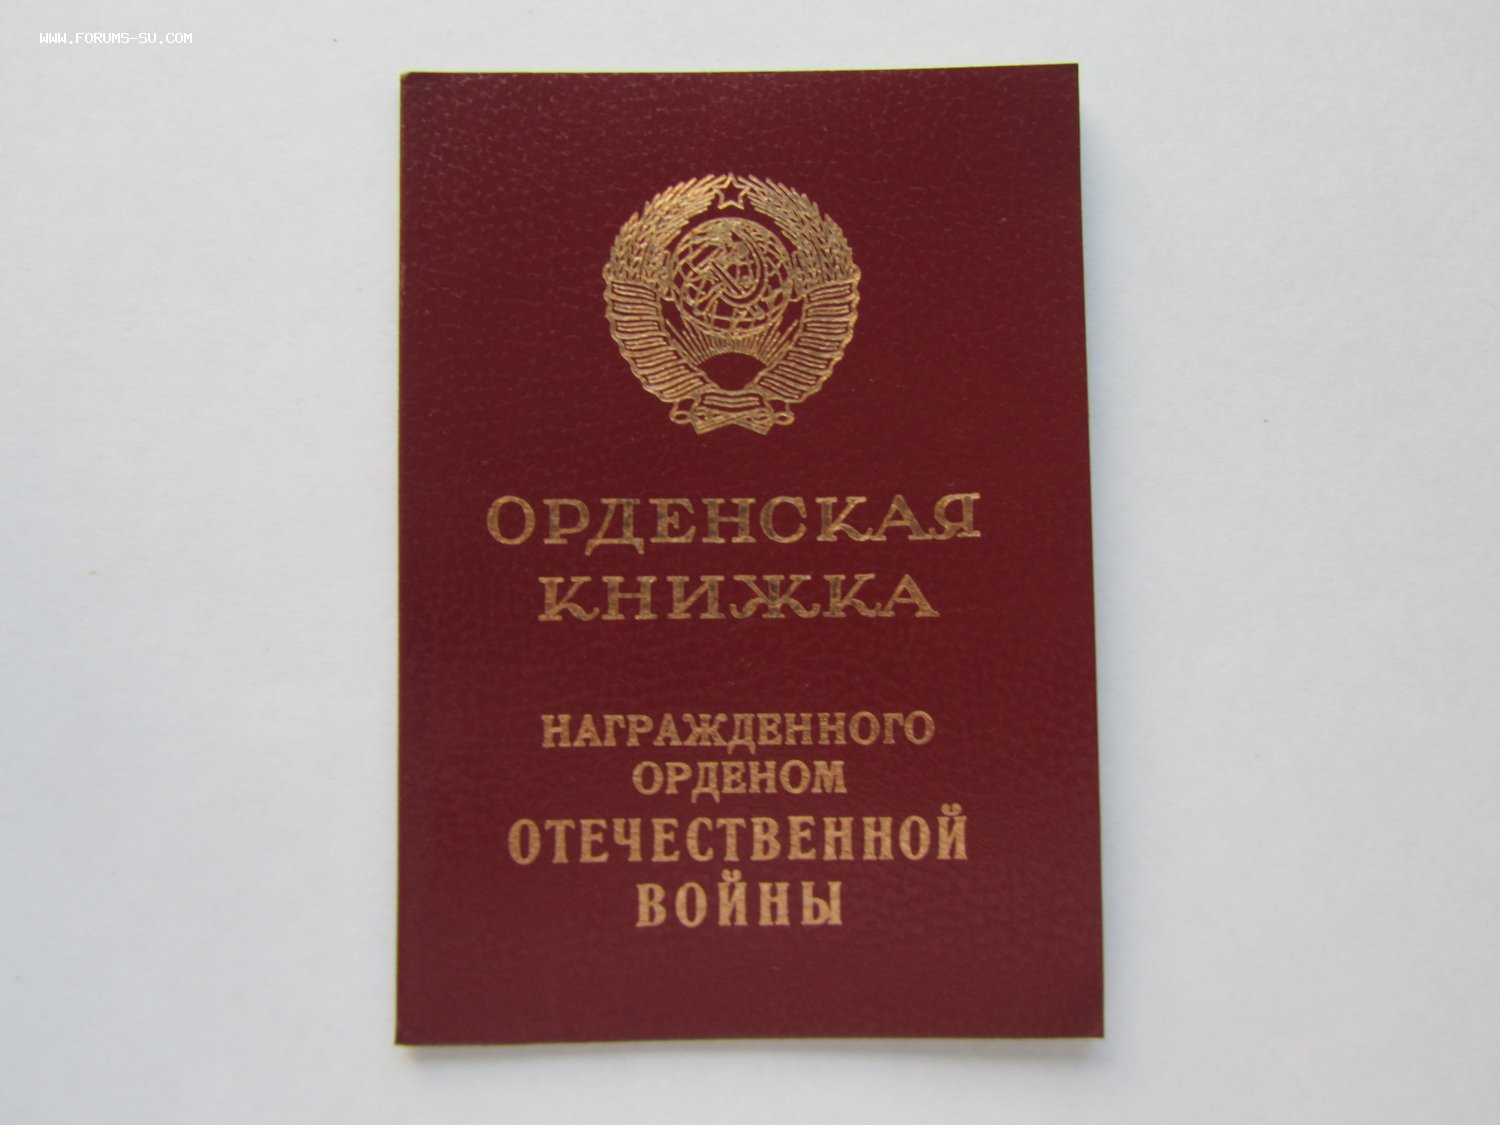 WWW.FORUMS-SU.COM
ОРДЕНСКАЯ
КНИЖКА
НАГРАЖДЕННОГО
ОРДЕНОМ
ОТЕЧЕСТВЕННОЙ
ВОЙНЫ